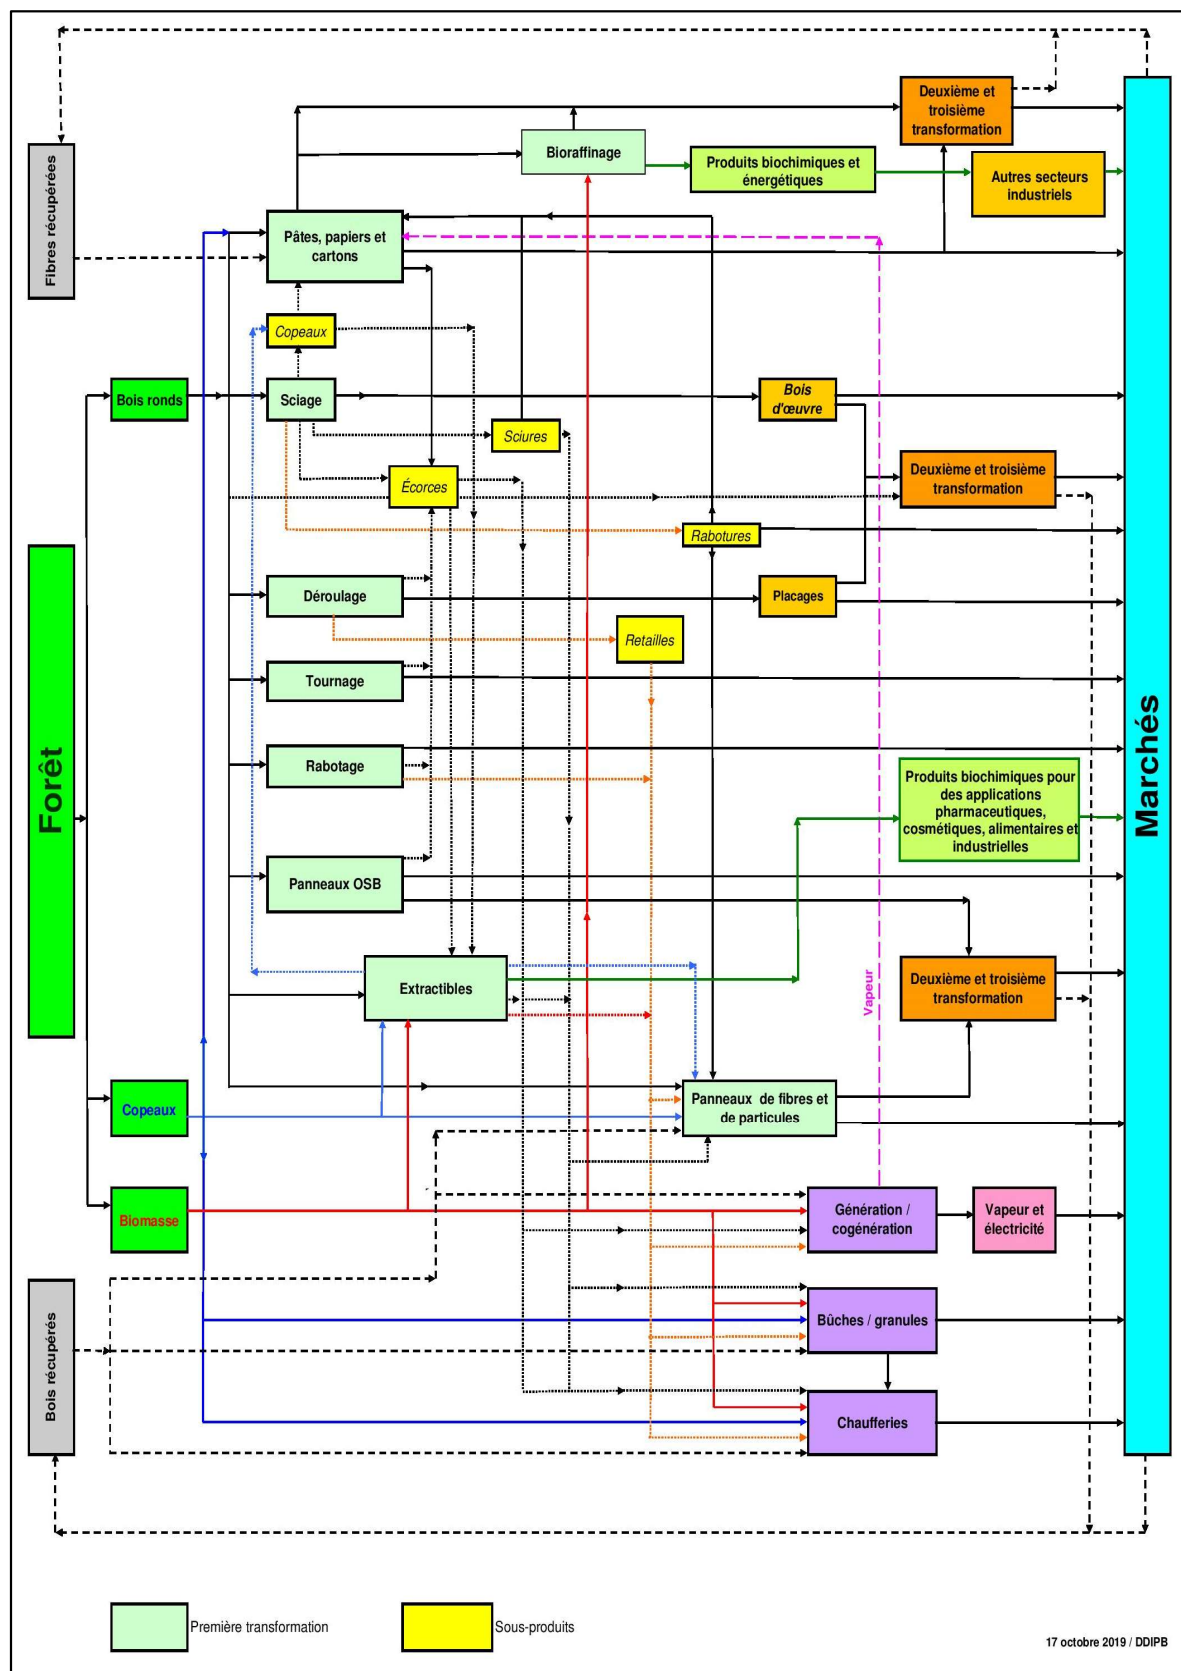 Deuxième et
troisième
transformation
Bioraffinage
Produits biochimiques et
énergétiques
Autres secteurs
industriels
Fibres récupérées
Pâtes, papiers et
cartons
Copeaux
Bois ronds
Sciage
Bois
d'œuvre
Sciures
Écorces
Deuxième et troisième
transformation
Rabotures
Déroulage
Placages
Retailles
Tournage
Forêt
Marchés
Rabotage
Produits biochimiques pour
des applications
pharmaceutiques,
cosmétiques, alimentaires et
industrielles
Panneaux OSB
Extractibles
Vapeur
Deuxième et troisième
transformation
Copeaux
Panneaux de fibres et
de particules
Biomasse
Génération /
cogénération
Vapeur et
électricité
Bois récupérés
Bûches / granules
Chaufferies
Première transformation
Sous-produits
17 octobre 2019 / DDIPB